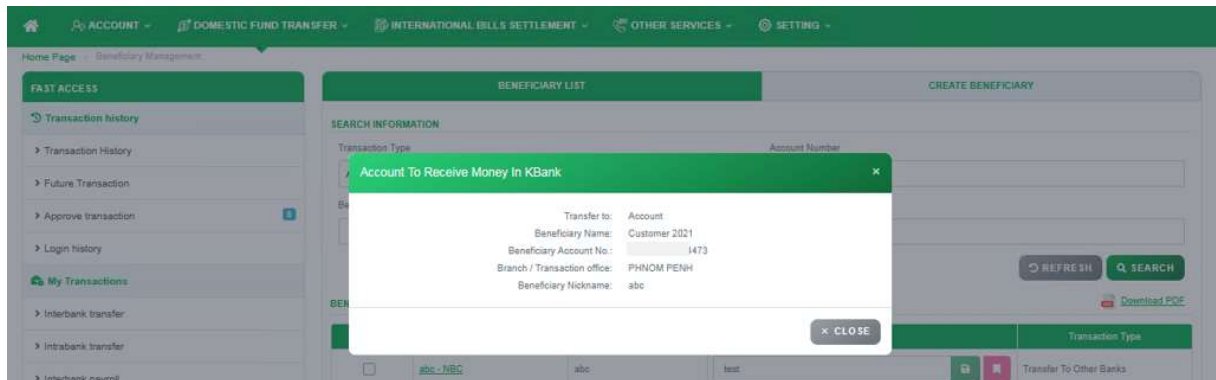 ACCOUNT DOMESTIC FUND TRANSFER INTERNATIONAL BILLS SETTLEMENT OTHER SERVICES SETTING
Home Page Beneficiary Management
FAST ACCESS
BENEFICIARY LIST
CREATE BENEFICIARY
Transaction history
Transaction History
Future Transaction
Approve transaction
Login history
My Transactions
Interbank transfer
Intrabank transfer
Interbank payroll
SEARCH INFORMATION
Transaction Type
Account Number
Account To Receive Money In KBank ×
Transfer to: Account
Beneficiary Name: Customer 2021
Beneficiary Account No.: 4473
Branch / Transaction office: PHNOM PENH
Beneficiary Nickname: abc
× CLOSE
REFRESH
SEARCH
Download PDF
Transaction Type
abc - NBC abc test Transfer To Other Banks